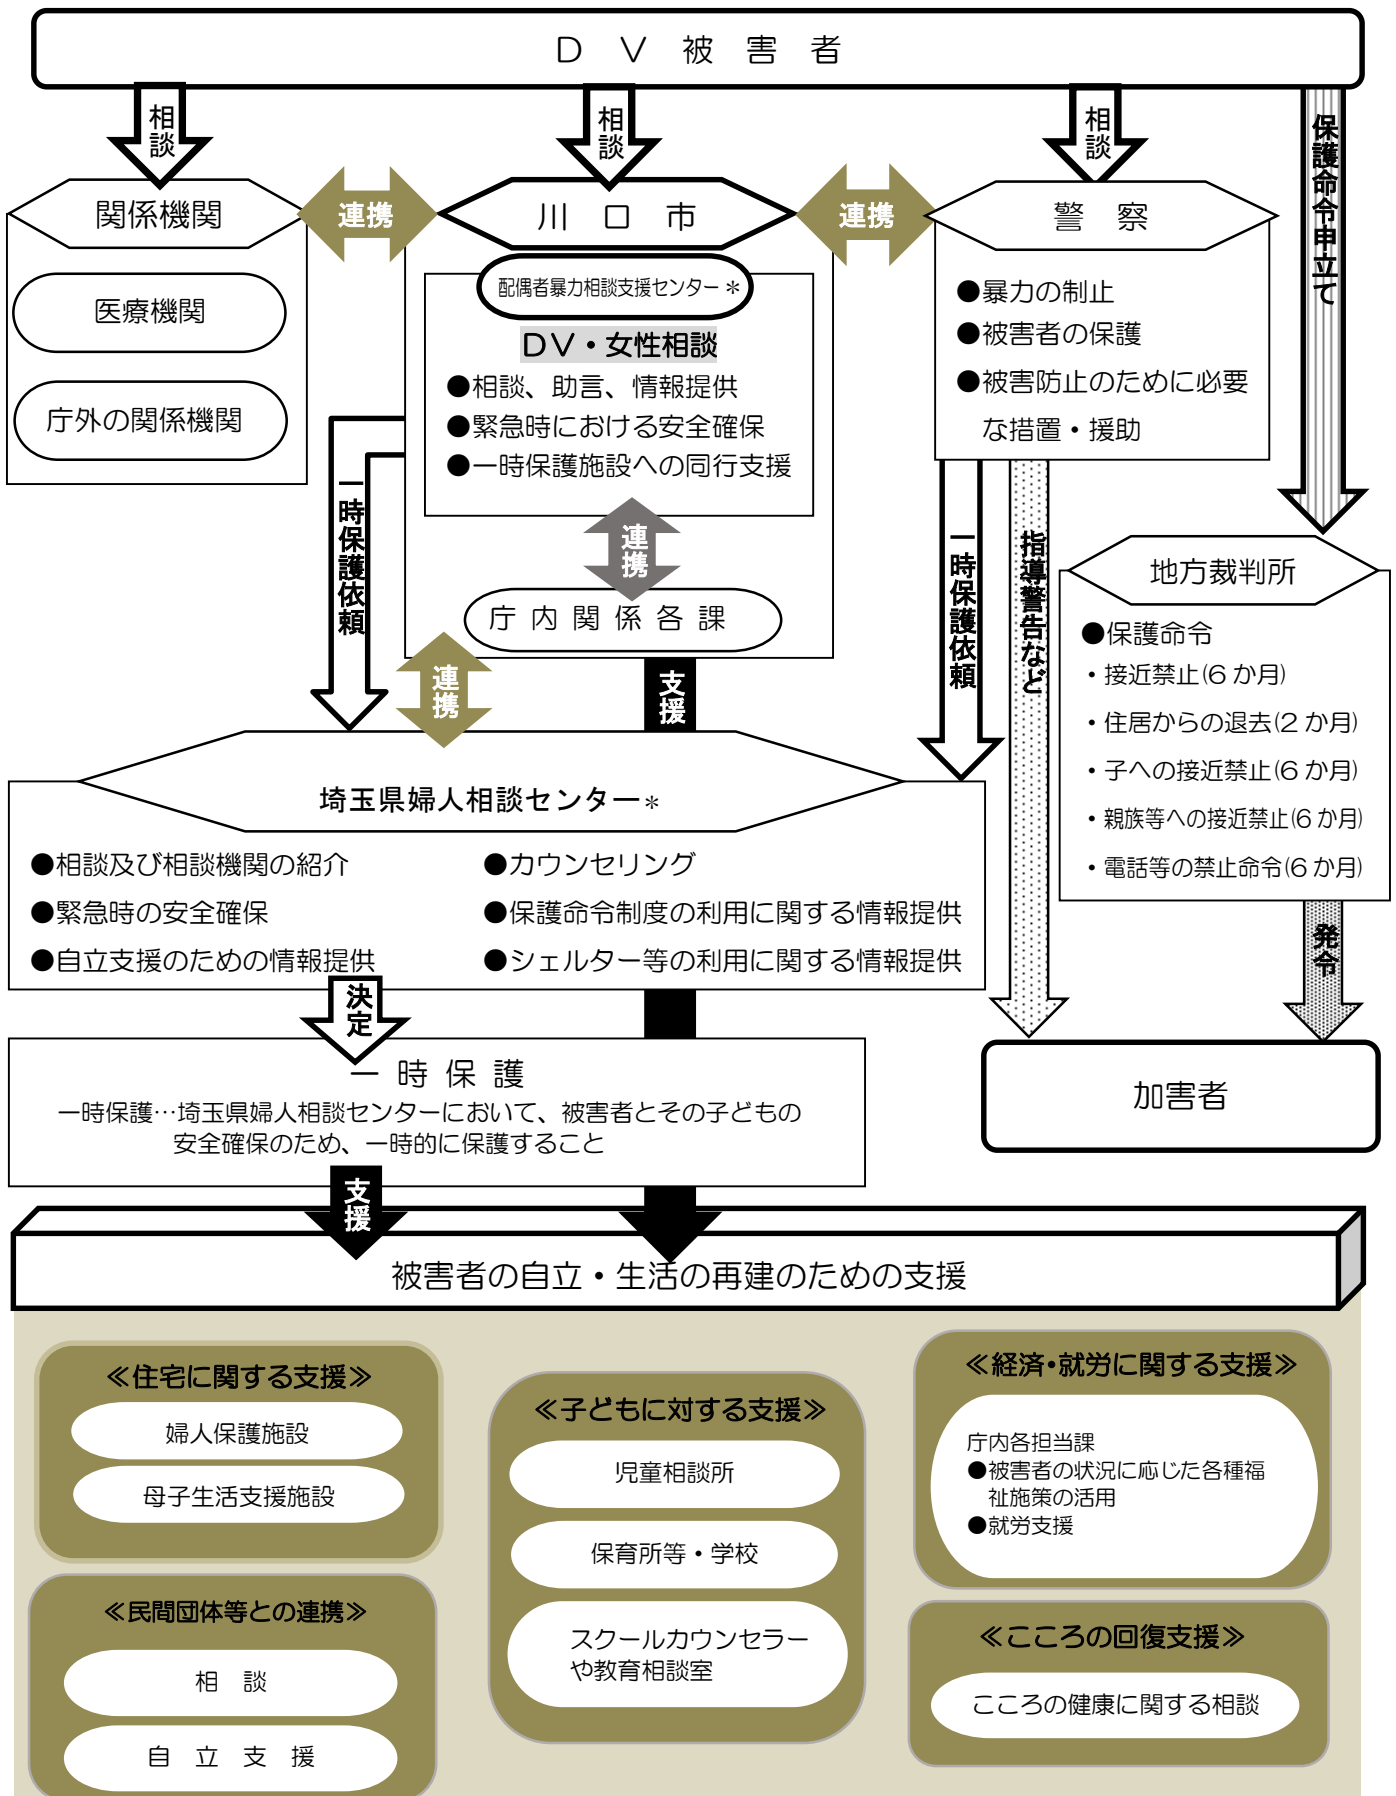 ＤＶ被害者
相談
相談
相談
保護命令申立て
関係機関
連携
川口市
連携
警察
医療機関
庁外の関係機関
配偶者暴力相談支援センター＊
ＤＶ・女性相談
●相談、助言、情報提供
●緊急時における安全確保
●一時保護施設への同行支援
連携
庁内関係各課
●暴力の制止
●被害者の保護
●被害防止のために必要
な措置・援助
一時保護依頼
連携
支援
一時保護依頼
指導警告など
地方裁判所
●保護命令
・接近禁止(6か月)
・住居からの退去(2か月)
・子への接近禁止(6か月)
・親族等への接近禁止(6か月)
・電話等の禁止命令(6か月)
発令
加害者
埼玉県婦人相談センター＊
●相談及び相談機関の紹介
●緊急時の安全確保
●自立支援のための情報提供
●カウンセリング
●保護命令制度の利用に関する情報提供
●シェルター等の利用に関する情報提供
決定
一時保護
一時保護…埼玉県婦人相談センターにおいて、被害者とその子どもの
安全確保のため、一時的に保護すること
支援
被害者の自立・生活の再建のための支援
≪住宅に関する支援≫
婦人保護施設
母子生活支援施設
≪民間団体等との連携≫
相談
自立支援
≪子どもに対する支援≫
児童相談所
保育所等・学校
スクールカウンセラー
や教育相談室
≪経済・就労に関する支援≫
庁内各担当課
●被害者の状況に応じた各種福
祉施策の活用
●就労支援
≪こころの回復支援≫
こころの健康に関する相談